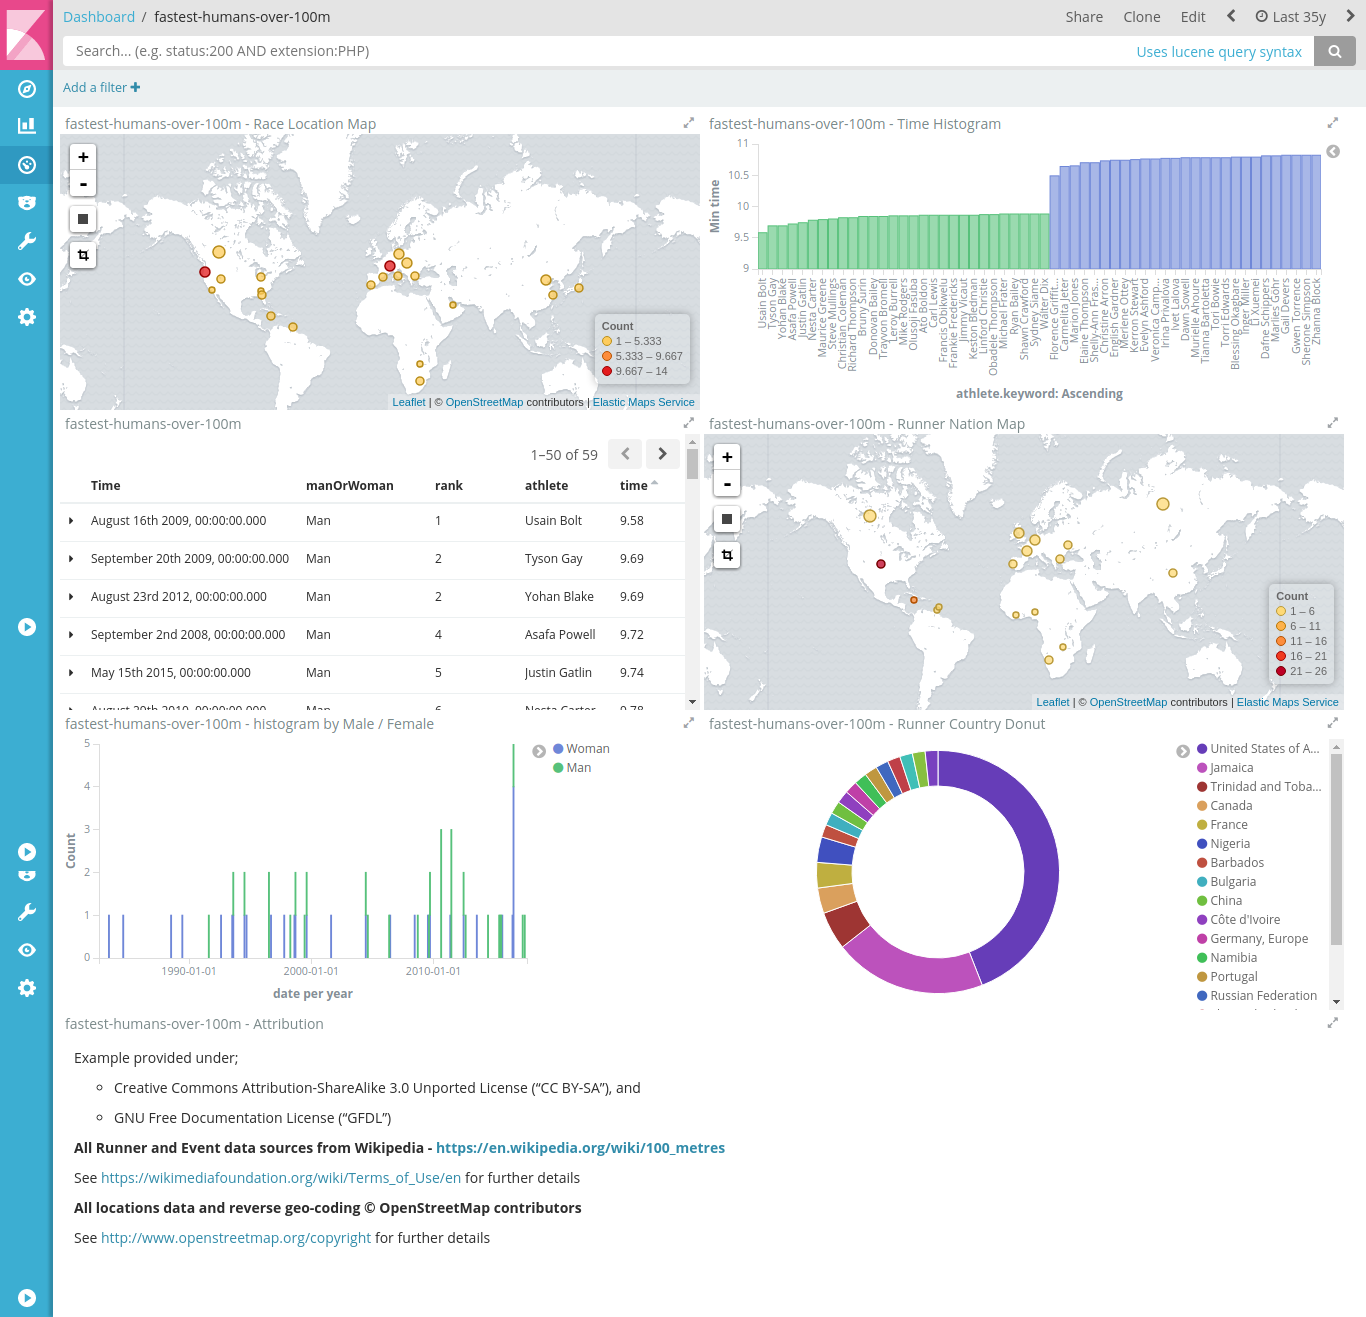 Dashboard / fastest-humans-over-100m
Share Clone Edit Last 35y
Search... (e.g. status:200 AND extension:PHP)
Uses lucene query syntax
Add a filter +
fastest-humans-over-100m - Race Location Map
+
-
Count
1 – 5.333
5.333 – 9.667
9.667 – 14
Leaflet | © OpenStreetMap contributors | Elastic Maps Service
fastest-humans-over-100m - Time Histogram
Min time
11
10.5
10
9.5
9
Usain Bolt
Tyson Gay
Yohan Blake
Asafa Powell
Justin Gatlin
Nesta Carter
Maurice Greene
Steve Mullings
Christian Coleman
Richard Thompson
Bruny Surin
Donovan Bailey
Trayvon Bromell
Leroy Burrell
Mike Rodgers
Olusoji Fasuba
Ato Boldon
Carl Lewis
Francis Obikwelu
Frankie Fredericks
Jimmy Vicaut
Keston Bledman
Linford Christie
Obadele Thompson
Michael Frater
Ryan Bailey
Shawn Crawford
Sydney Siame
Walter Dix
Florence Griffit...
Carmelita Jeter
Marion Jones
Elaine Thompson
Shelly-Ann Fras...
Christine Arron
English Gardner
Merlene Ottey
Kerron Stewart
Evelyn Ashford
Veronica Camp...
Irina Privalova
Ivet Lalova
Dawn Sowell
Murielle Ahoure
Tianna Bartoletta
Tori Bowie
Torri Edwards
Blessing Okagbare
Inger Miller
Li Xuemei
Dafne Schippers
Marlies Gohr
Gail Devers
Gwen Torrence
Sherone Simpson
Zhanna Block
athlete.keyword: Ascending
fastest-humans-over-100m
1–50 of 59
Time manOrWoman rank athlete time
August 16th 2009, 00:00:00.000 Man 1 Usain Bolt 9.58
September 20th 2009, 00:00:00.000 Man 2 Tyson Gay 9.69
August 23rd 2012, 00:00:00.000 Man 2 Yohan Blake 9.69
September 2nd 2008, 00:00:00.000 Man 4 Asafa Powell 9.72
May 15th 2015, 00:00:00.000 Man 5 Justin Gatlin 9.74
August 29th 2010, 00:00:00.000 Man 6 Nesta Carter 9.78
fastest-humans-over-100m - Runner Nation Map
+
-
Count
1 – 6
6 – 11
11 – 16
16 – 21
21 – 26
Leaflet | © OpenStreetMap contributors | Elastic Maps Service
fastest-humans-over-100m - histogram by Male / Female
Count
5
4
3
2
1
0
1990-01-01 2000-01-01 2010-01-01
date per year
Woman
Man
fastest-humans-over-100m - Runner Country Donut
United States of A...
Jamaica
Trinidad and Toba...
Canada
France
Nigeria
Barbados
Bulgaria
China
Côte d'Ivoire
Germany, Europe
Namibia
Portugal
Russian Federation
fastest-humans-over-100m - Attribution
Example provided under;
Creative Commons Attribution-ShareAlike 3.0 Unported License (“CC BY-SA”), and
GNU Free Documentation License (“GFDL”)
All Runner and Event data sources from Wikipedia - https://en.wikipedia.org/wiki/100_metres
See https://wikimediafoundation.org/wiki/Terms_of_Use/en for further details
All locations data and reverse geo-coding © OpenStreetMap contributors
See http://www.openstreetmap.org/copyright for further details